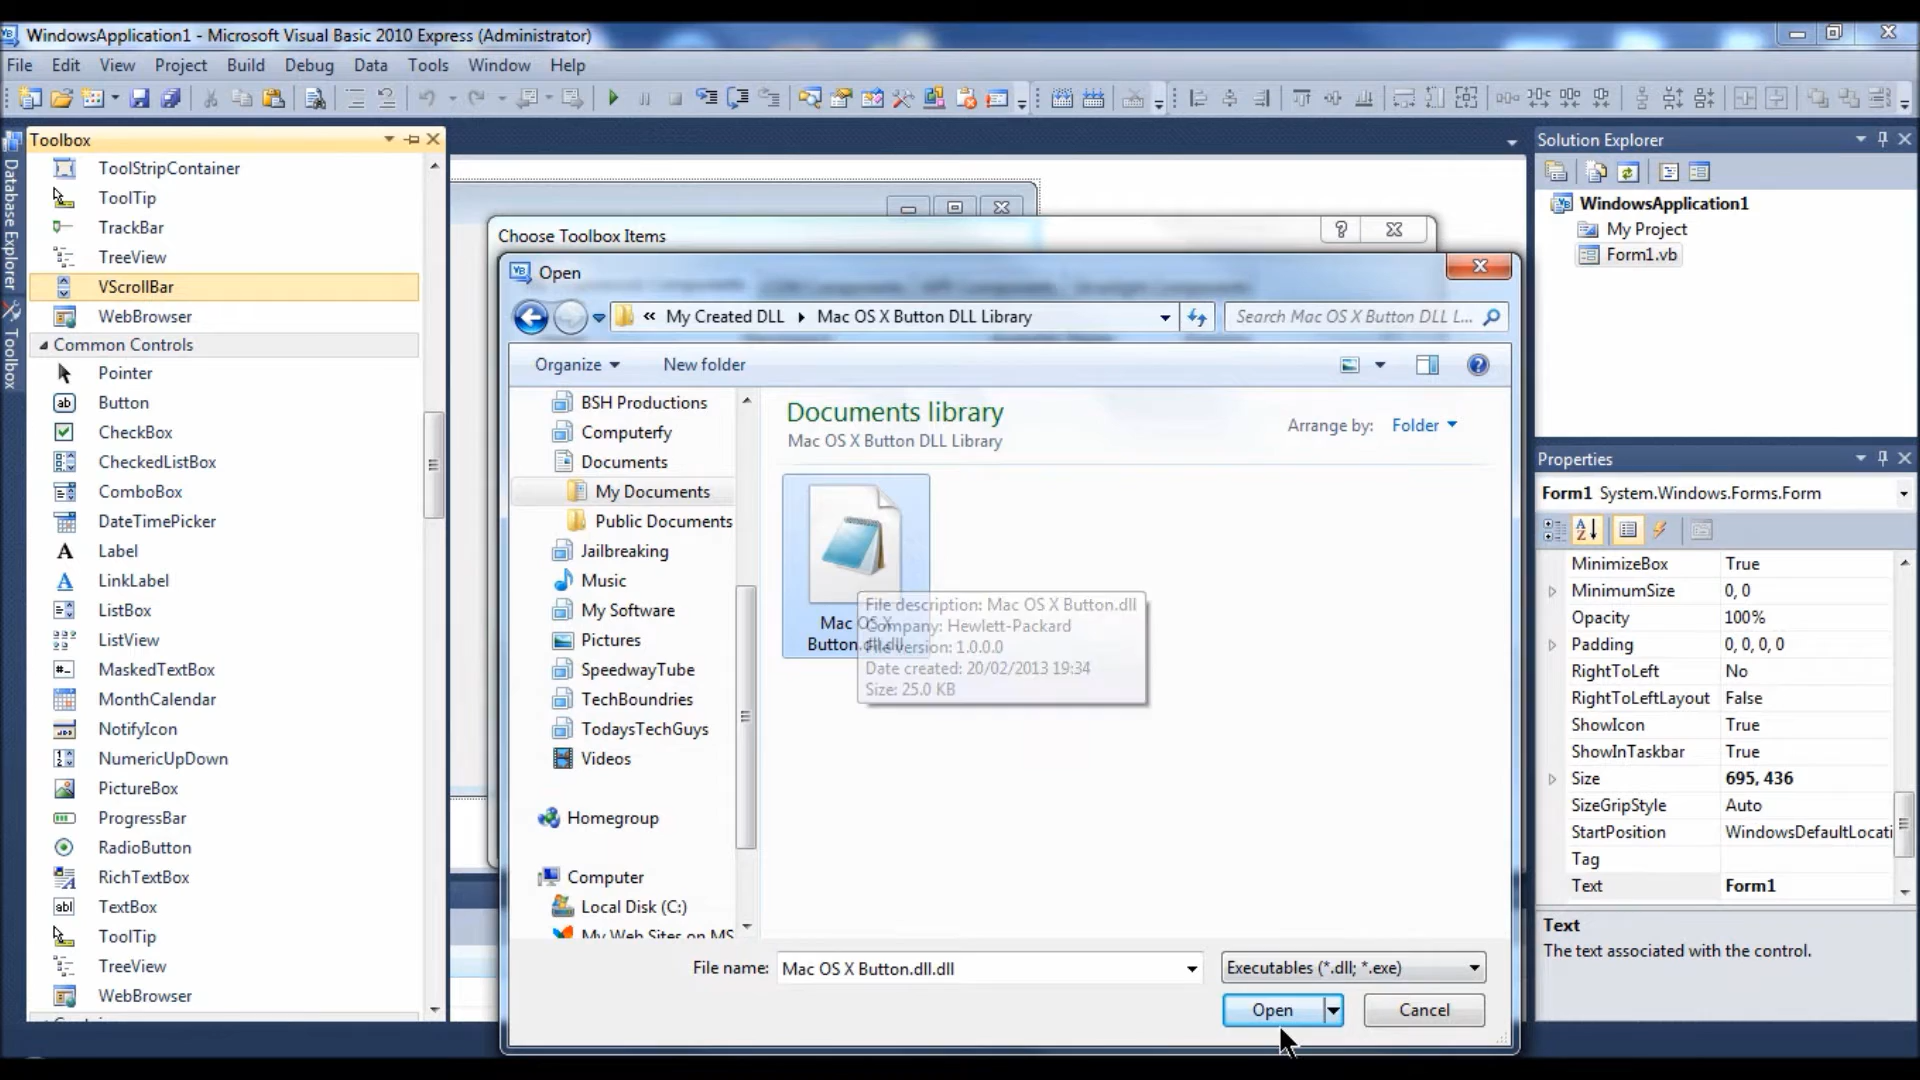 WindowsApplication1 - Microsoft Visual Basic 2010 Express (Administrator)
File Edit View Project Build Debug Data Tools Window Help
Database Explorer
Toolbox
Toolbox
ToolStripContainer
ToolTip
TrackBar
TreeView
VScrollBar
WebBrowser
Common Controls
Pointer
Button
CheckBox
CheckedListBox
ComboBox
DateTimePicker
Label
LinkLabel
ListBox
ListView
MaskedTextBox
MonthCalendar
NotifyIcon
NumericUpDown
PictureBox
ProgressBar
RadioButton
RichTextBox
TextBox
ToolTip
TreeView
WebBrowser
Choose Toolbox Items
Open
« My Created DLL Mac OS X Button DLL Library
Search Mac OS X Button DLL L...
Organize New folder
BSH Productions
Computerfy
Documents
My Documents
Public Documents
Jailbreaking
Music
My Software
Pictures
SpeedwayTube
TechBoundries
TodaysTechGuys
Videos
Homegroup
Computer
Local Disk (C:)
My Web Sites on MS
Documents library
Mac OS X Button DLL Library
Arrange by: Folder
Mac OS X
Button.dll.dll
File description: Mac OS X Button.dll
Company: Hewlett-Packard
File version: 1.0.0.0
Date created: 20/02/2013 19:34
Size: 25.0 KB
File name: Mac OS X Button.dll.dll
Executables (*.dll; *.exe)
Open Cancel
Solution Explorer
WindowsApplication1
My Project
Form1.vb
Properties
Form1 System.Windows.Forms.Form
MinimizeBox True
MinimumSize 0, 0
Opacity 100%
Padding 0, 0, 0, 0
RightToLeft No
RightToLeftLayout False
ShowIcon True
ShowInTaskbar True
Size 695, 436
SizeGripStyle Auto
StartPosition WindowsDefaultLocati
Tag
Text Form1
Text
The text associated with the control.